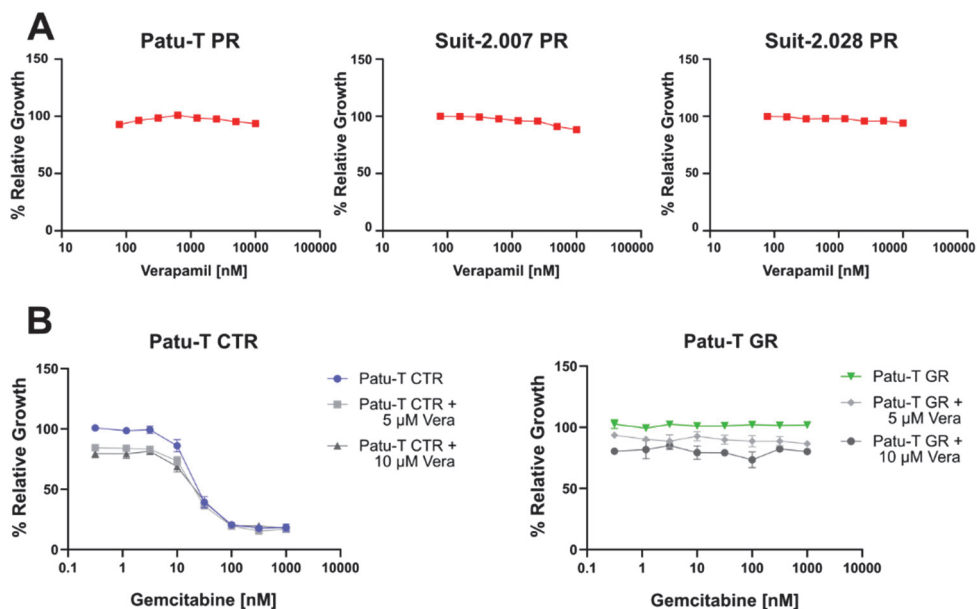 A
Patu-T PR
Suit-2.007 PR
Suit-2.028 PR
% Relative Growth
150
100
50
0
10
100
1000
10000
100000
Verapamil [nM]
% Relative Growth
150
100
50
0
10
100
1000
10000
100000
Verapamil [nM]
% Relative Growth
150
100
50
0
10
100
1000
10000
100000
Verapamil [nM]
B
Patu-T CTR
% Relative Growth
150
100
50
0
0.1
1
10
100
1000
10000
Gemcitabine [nM]
Patu-T CTR
Patu-T CTR +
5 µM Vera
Patu-T CTR +
10 µM Vera
Patu-T GR
% Relative Growth
150
100
50
0
0.1
1
10
100
1000
10000
Gemcitabine [nM]
Patu-T GR
Patu-T GR +
5 µM Vera
Patu-T GR +
10 µM Vera